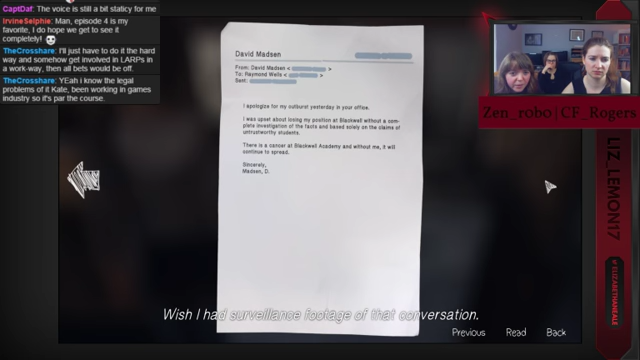 CaptDaf: The voice is still a bit staticy for me
IrvineSelphie: Man, episode 4 is my
favorite, I do hope we get to see it
completely!
TheCrosshare: I'll just have to do it the hard
way and somehow get involved in LARPs in
a work-way, then all bets would be off.
TheCrosshare: YEah i know the legal
problems of it Kate, been working in games
industry so it's par the course.
David Madsen
From: David Madsen < >
To: Raymond Wells < >
Sent:
I apologize for my outburst yesterday in your office.
I was upset about losing my position at Blackwell without a com-
plete investigation of the facts and based solely on the claims of
untrustworthy students.
There is a cancer at Blackwell Academy and without me, it will
continue to spread.
Sincerely,
Madsen, D.
Wish I had surveillance footage of that conversation.
Previous
Read
Back
Zen_robo|CF_Rogers
LIZ_LEMON17
@ELIZABETHNEALE